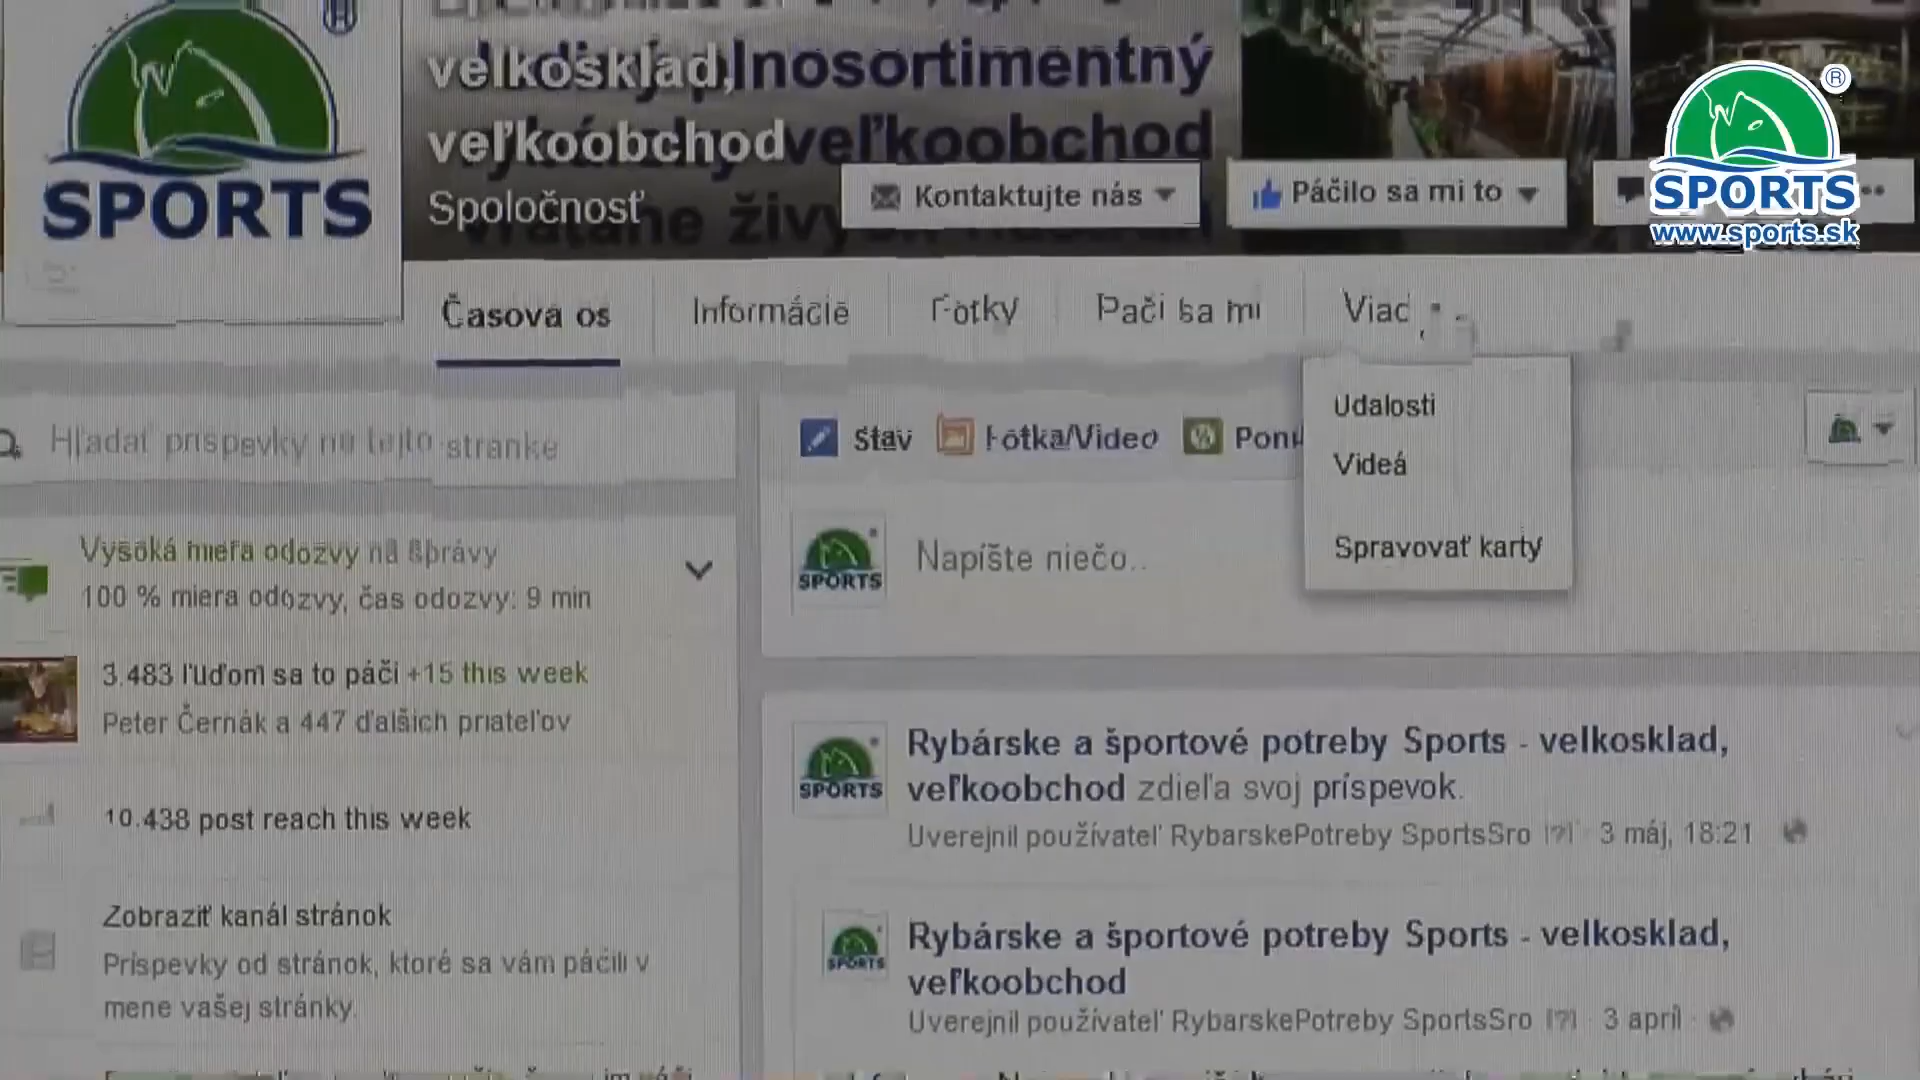 SPORTS
velkosklad,
lnosortimentný
veľkoobchod
veľkoobchod
Spoločnosť
Kontaktujte nás
Páčilo sa mi to
®
SPORTS
www.sports.sk
Časová os
Informácie
Fotky
Páči sa mi
Viac
Hľadať príspevky na tejto stránke
Stav
Fotka/Video
Udalosti
Videá
Spravovať karty
SPORTS
Napíšte niečo..
Vysoká miera odozvy na správy
100 % miera odozvy, čas odozvy: 9 min
3.483 ľuďom sa to páči +15 this week
Peter Černák a 447 ďalších priateľov
10.438 post reach this week
Zobraziť kanál stránok
Príspevky od stránok, ktoré sa vám páčili v
mene vašej stránky.
SPORTS
Rybárske a športové potreby Sports - velkosklad,
veľkoobchod zdieľa svoj príspevok.
Uverejnil používateľ RybarskePotreby SportsSro [?] · 3 máj, 18:21
SPORTS
Rybárske a športové potreby Sports - velkosklad,
veľkoobchod
Uverejnil používateľ RybarskePotreby SportsSro [?] · 3 apríl ·